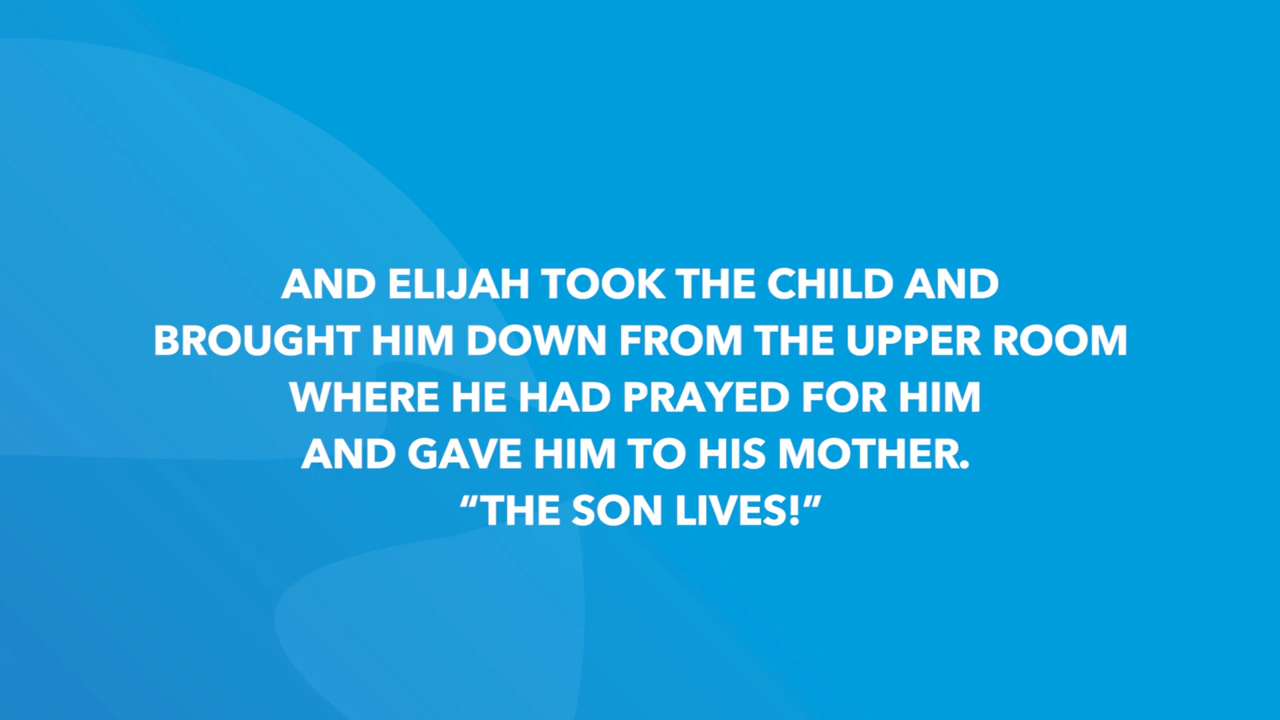 AND ELIJAH TOOK THE CHILD AND
BROUGHT HIM DOWN FROM THE UPPER ROOM
WHERE HE HAD PRAYED FOR HIM
AND GAVE HIM TO HIS MOTHER.
“THE SON LIVES!”